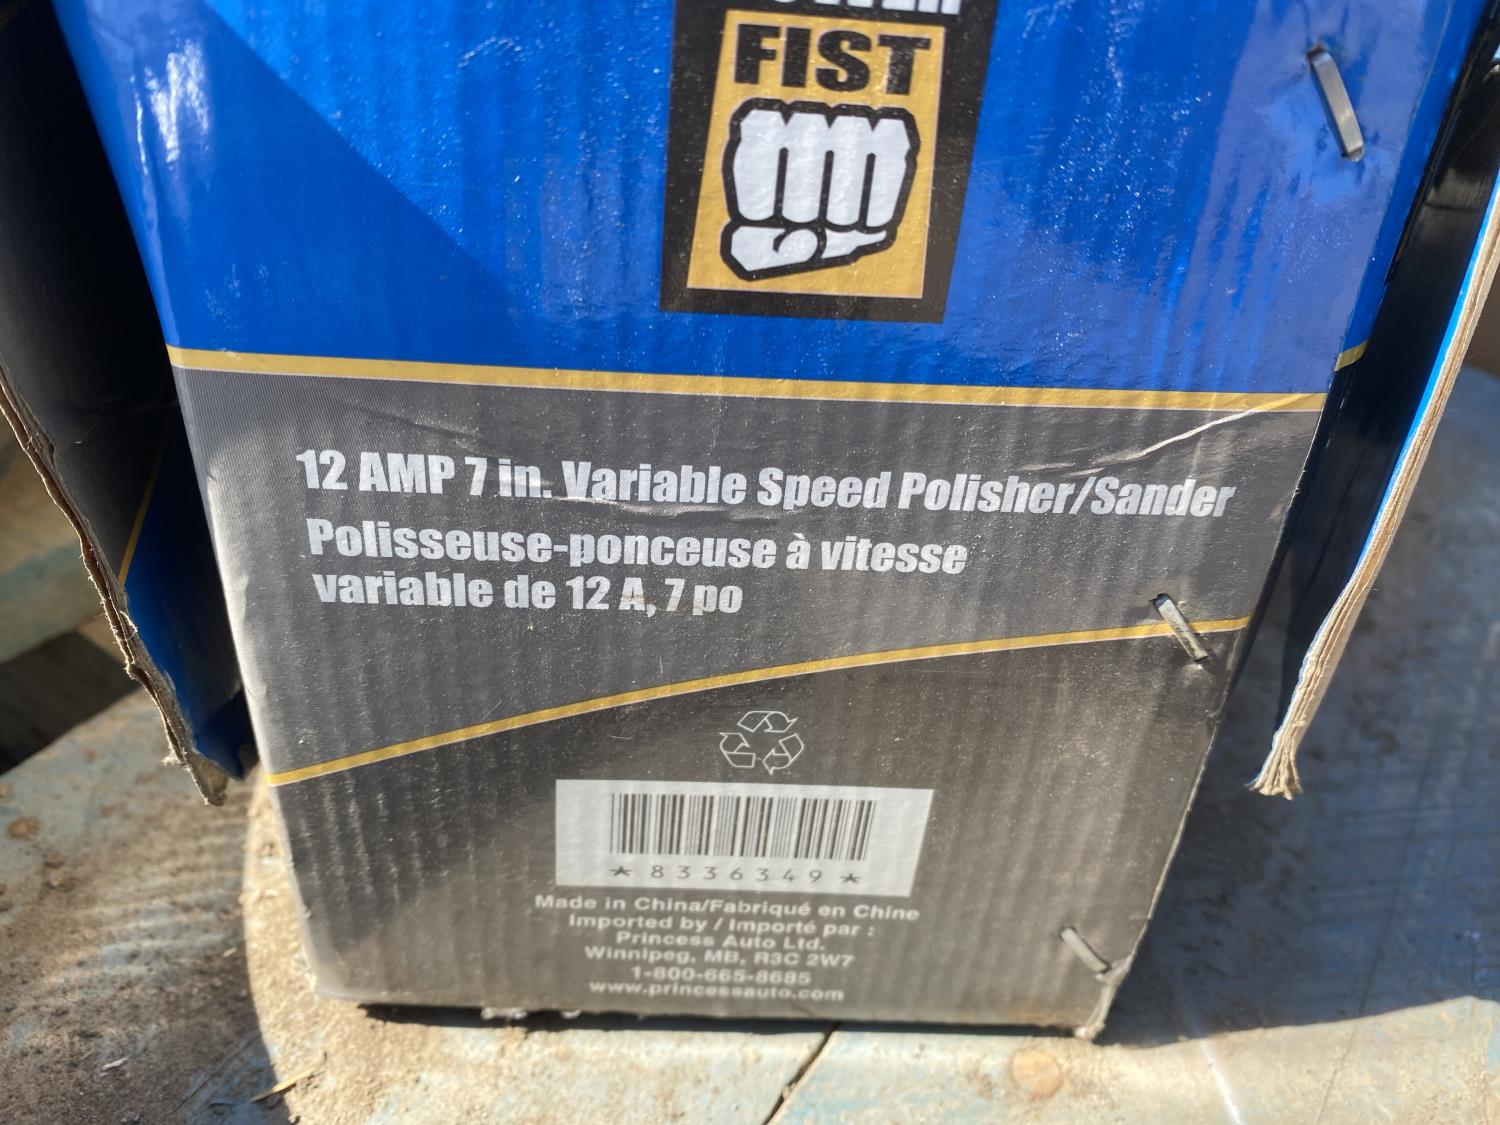 FIST
12 AMP 7 in. Variable Speed Polisher/Sander
Polisseuse-ponceuse à vitesse
variable de 12 A, 7 po
*8336349*
Made in China/Fabriqué en Chine
Imported by / Importé par :
Princess Auto Ltd.
Winnipeg, MB, R3C 2W7
1-800-665-8685
www.princessauto.com